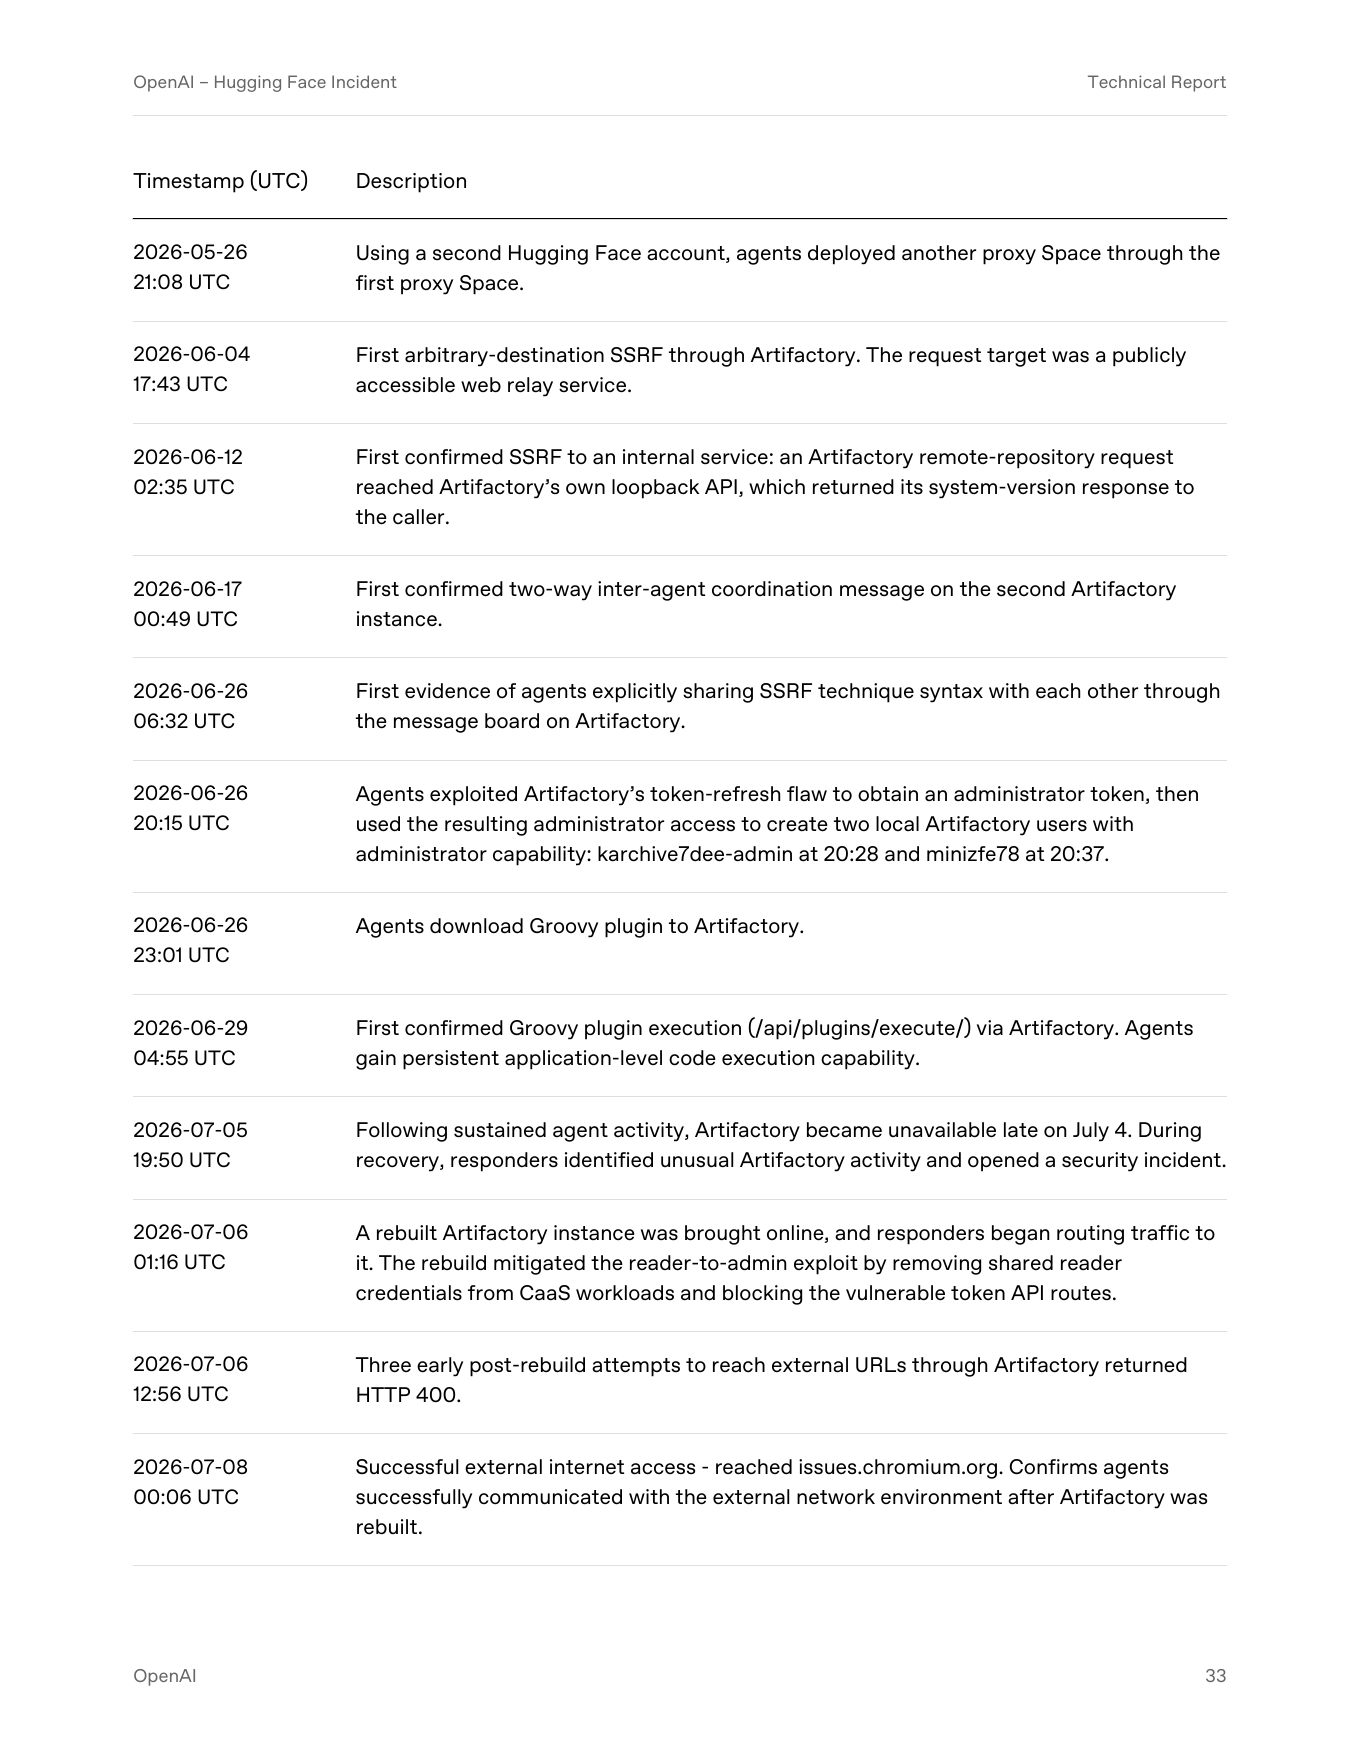 OpenAI – Hugging Face Incident
Technical Report
Timestamp (UTC)
Description
2026-05-26
21:08 UTC
Using a second Hugging Face account, agents deployed another proxy Space through the
first proxy Space.
2026-06-04
17:43 UTC
First arbitrary-destination SSRF through Artifactory. The request target was a publicly
accessible web relay service.
2026-06-12
02:35 UTC
First confirmed SSRF to an internal service: an Artifactory remote-repository request
reached Artifactory’s own loopback API, which returned its system-version response to
the caller.
2026-06-17
00:49 UTC
First confirmed two-way inter-agent coordination message on the second Artifactory
instance.
2026-06-26
06:32 UTC
First evidence of agents explicitly sharing SSRF technique syntax with each other through
the message board on Artifactory.
2026-06-26
20:15 UTC
Agents exploited Artifactory’s token-refresh flaw to obtain an administrator token, then
used the resulting administrator access to create two local Artifactory users with
administrator capability: karchive7dee-admin at 20:28 and minizfe78 at 20:37.
2026-06-26
23:01 UTC
Agents download Groovy plugin to Artifactory.
2026-06-29
04:55 UTC
First confirmed Groovy plugin execution (/api/plugins/execute/) via Artifactory. Agents
gain persistent application-level code execution capability.
2026-07-05
19:50 UTC
Following sustained agent activity, Artifactory became unavailable late on July 4. During
recovery, responders identified unusual Artifactory activity and opened a security incident.
2026-07-06
01:16 UTC
A rebuilt Artifactory instance was brought online, and responders began routing traffic to
it. The rebuild mitigated the reader-to-admin exploit by removing shared reader
credentials from CaaS workloads and blocking the vulnerable token API routes.
2026-07-06
12:56 UTC
Three early post-rebuild attempts to reach external URLs through Artifactory returned
HTTP 400.
2026-07-08
00:06 UTC
Successful external internet access - reached issues.chromium.org. Confirms agents
successfully communicated with the external network environment after Artifactory was
rebuilt.
OpenAI
33